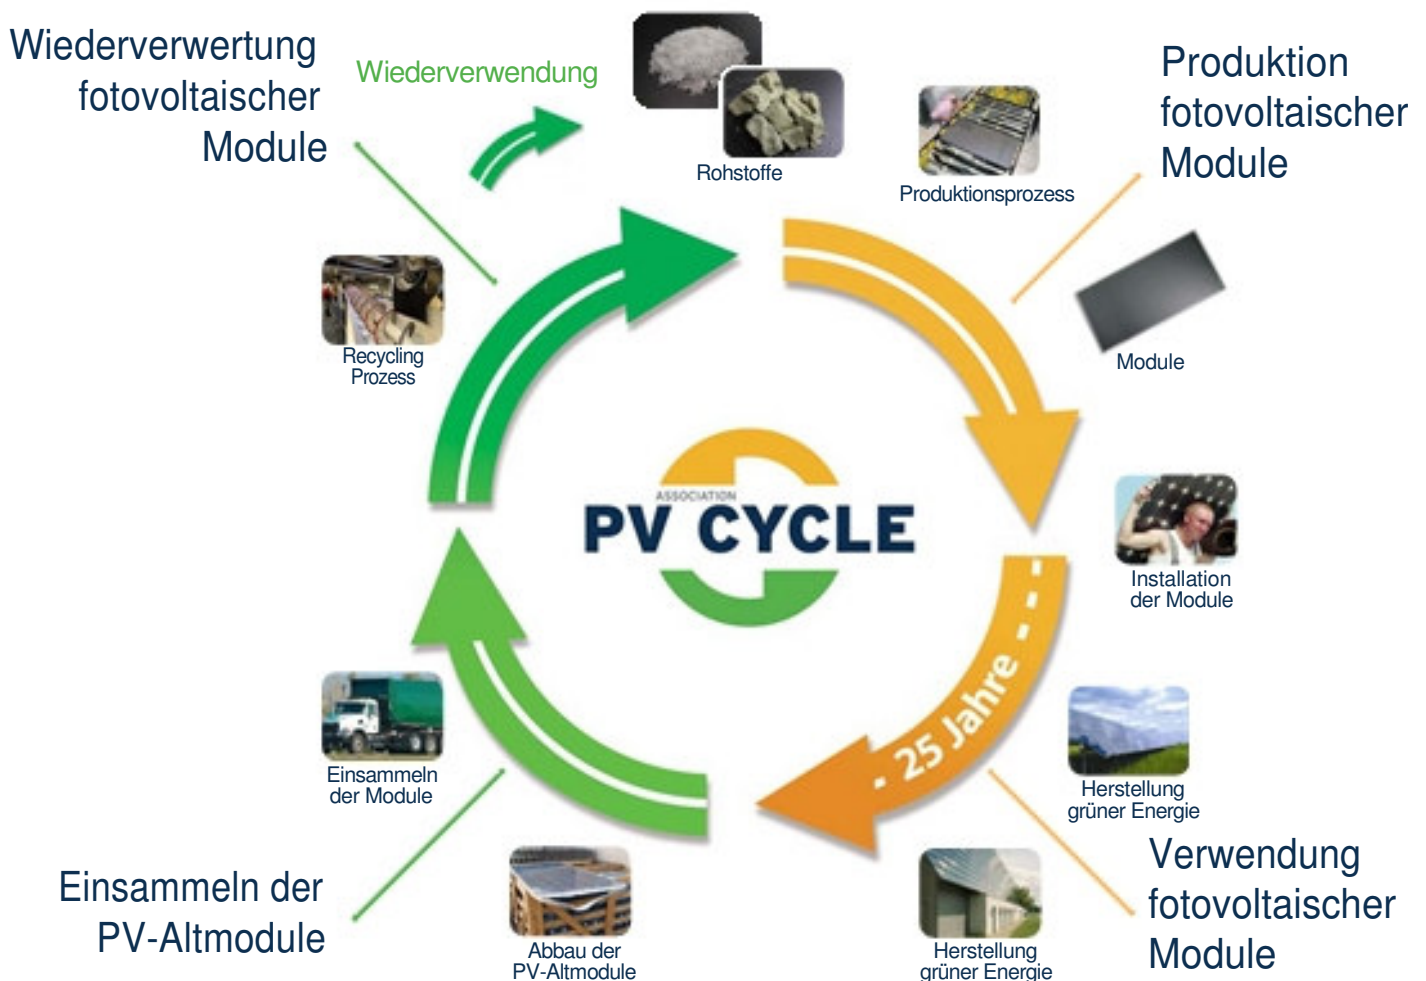 Wiederverwertung
fotovoltaischer
Module
Wiederverwendung
Rohstoffe
Produktionsprozess
Produktion
fotovoltaischer
Module
Module
Recycling
Prozess
ASSOCIATION
PV CYCLE
Installation
der Module
- 25 Jahre - - -
Herstellung
grüner Energie
Verwendung
fotovoltaischer
Module
Herstellung
grüner Energie
Abbau der
PV-Altmodule
Einsammeln
der Module
Einsammeln der
PV-Altmodule